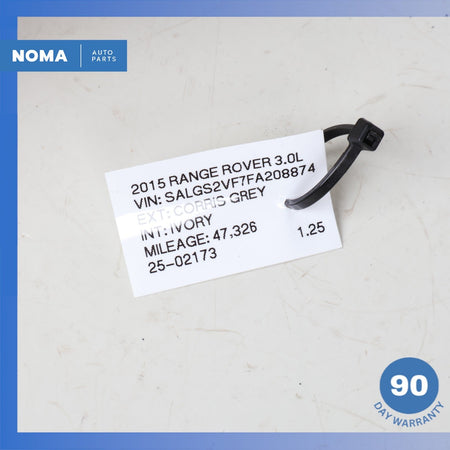 NOMA
AUTO
PARTS
2015 RANGE ROVER 3.0L
VIN: SALGS2VF7FA208874
EXT: CORRIS GREY
INT: IVORY
MILEAGE: 47,326 1.25
25-02173
90
DAY WARRANTY